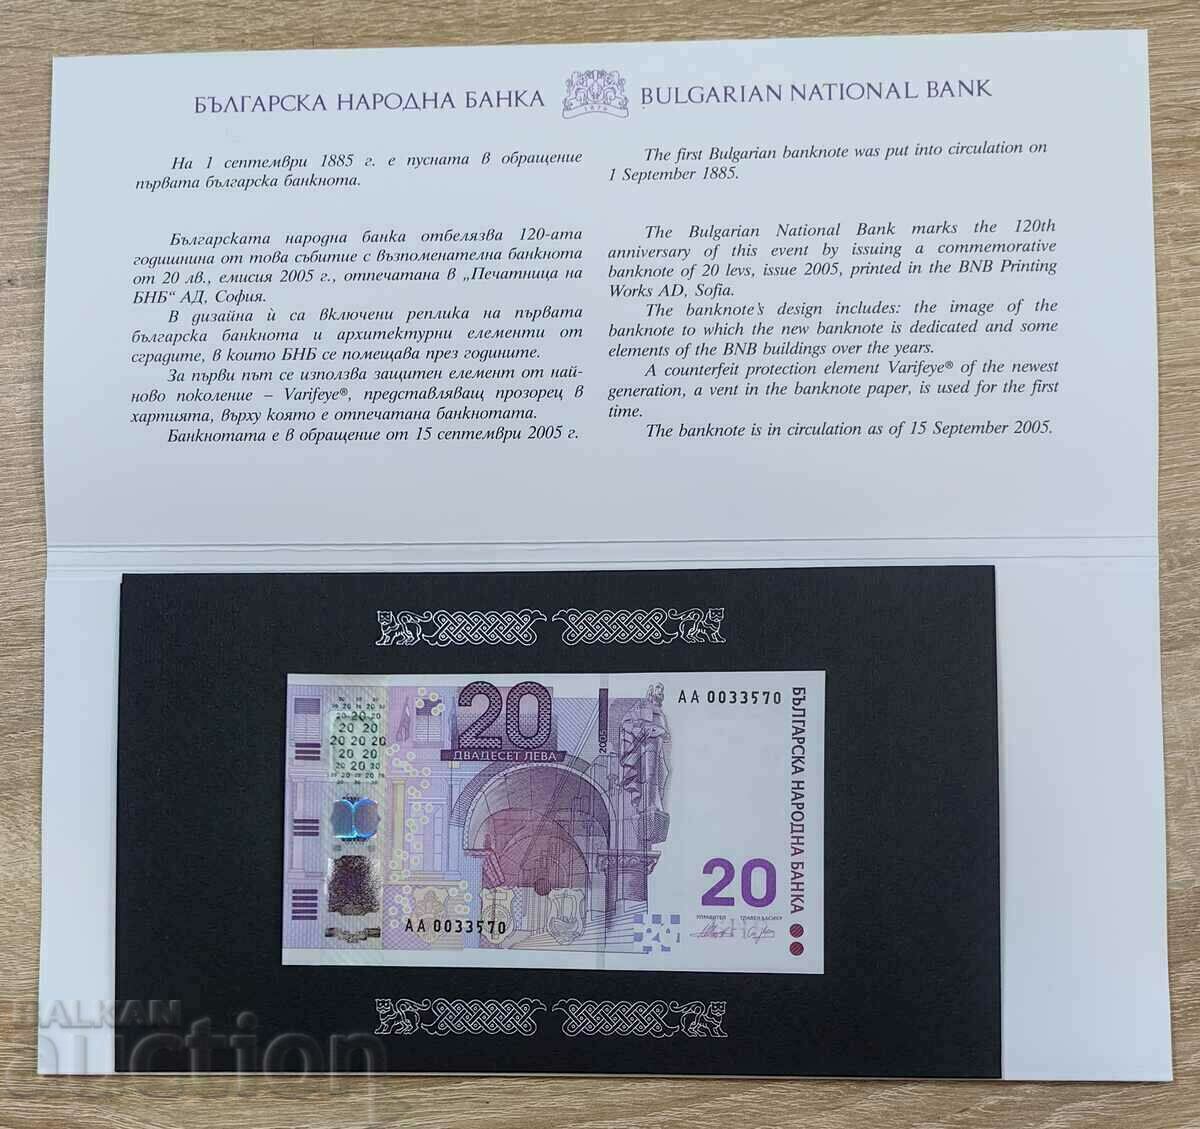 БЪЛГАРСКА НАРОДНА БАНКА
1879
BULGARIAN NATIONAL BANK
На 1 септември 1885 г. е пусната в обращение
първата българска банкнота.
Българската народна банка отбелязва 120-ата
годишнина от това събитие с възпоменателна банкнота
от 20 лв., емисия 2005 г., отпечатана в „Печатница на
БНБ“ АД, София.
В дизайна ѝ са включени реплика на първата
българска банкнота и архитектурни елементи от
сградите, в които БНБ се помещава през годините.
За първи път се използва защитен елемент от най-
ново поколение – Varifeye®, представляващ прозорец в
хартията, върху която е отпечатана банкнотата.
Банкнотата е в обращение от 15 септември 2005 г.
The first Bulgarian banknote was put into circulation on
1 September 1885.
The Bulgarian National Bank marks the 120th
anniversary of this event by issuing a commemorative
banknote of 20 levs, issue 2005, printed in the BNB Printing
Works AD, Sofia.
The banknote's design includes: the image of the
banknote to which the new banknote is dedicated and some
elements of the BNB buildings over the years.
A counterfeit protection element Varifeye® of the newest
generation, a vent in the banknote paper, is used for the first
time.
The banknote is in circulation as of 15 September 2005.
20
ДВАДЕСЕТ ЛЕВА
2005
АА 0033570
БЪЛГАРСКА НАРОДНА БАНКА
20
УПРАВИТЕЛ ГЛАВЕН КАСИЕР
АА 0033570
BALKAN
auction